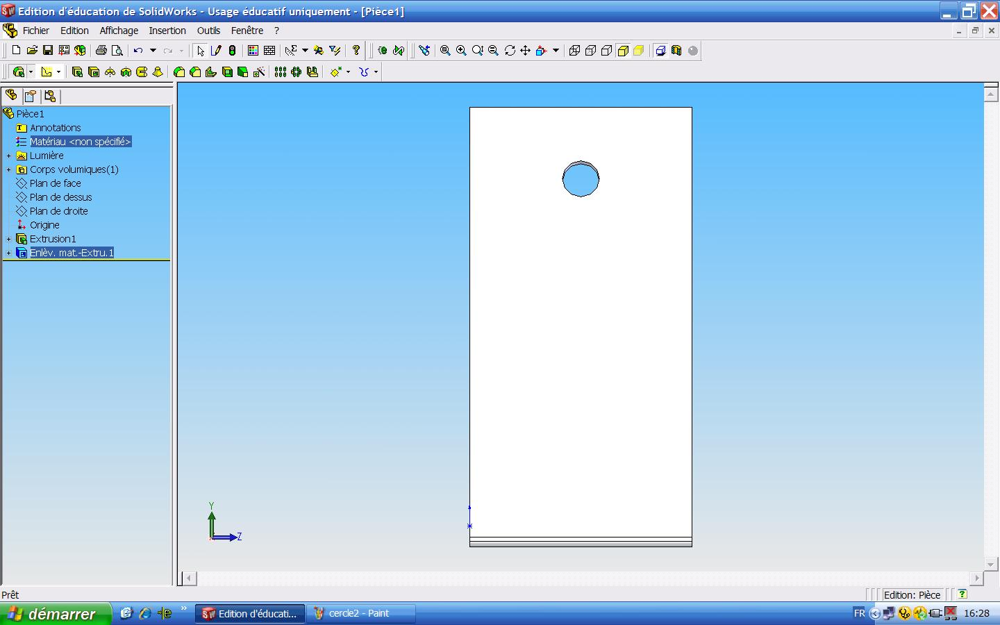 Edition d'éducation de SolidWorks - Usage éducatif uniquement - [Pièce1]
Fichier Edition Affichage Insertion Outils Fenêtre ?
Pièce1
Annotations
Matériau <non spécifié>
Lumière
Corps volumiques(1)
Plan de face
Plan de dessus
Plan de droite
Origine
Extrusion1
Enlèv. mat.-Extru.1
Y
Z
Prêt
Edition: Pièce
démarrer
Edition d'éducati...
cercle2 - Paint
FR
16:28